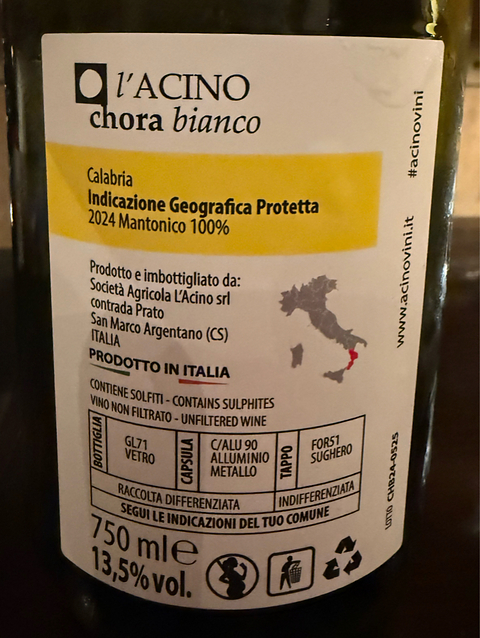 l'ACINO
chora bianco
Calabria
Indicazione Geografica Protetta
2024 Mantonico 100%
Prodotto e imbottigliato da:
Società Agricola L'Acino srl
contrada Prato
San Marco Argentano (CS)
ITALIA
PRODOTTO IN ITALIA
CONTIENE SOLFITI - CONTAINS SULPHITES
VINO NON FILTRATO - UNFILTERED WINE
BOTTIGLIA
GL71
VETRO
CAPSULA
C/ALU 90
ALLUMINIO
METALLO
TAPPO
FOR51
SUGHERO
RACCOLTA DIFFERENZIATA
INDIFFERENZIATA
SEGUI LE INDICAZIONI DEL TUO COMUNE
750 ml e
13,5% vol.
#acinovini
www.acinovini.it
LOTTO CHB24-0525